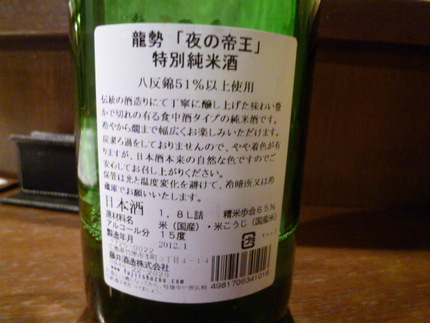 龍勢「夜の帝王」
特別純米酒
八反錦51%以上使用
伝統の酒造りにて丁寧に醸し上げた味わい豊
かで切れの有る食中酒タイプの純米酒です。
冷やから燗まで幅広くお楽しみいただけます。
炭素ろ過をしておりませんので、やや着色が有
りますが、日本酒本来の自然な色ですのでご
安心してお召し上がりください。
保管は光と温度変化を避けて、冷暗所又は冷
蔵庫でお願いいたします。
日本酒 1.8L詰 精米歩合65%
原材料名 米(国産)・米こうじ(国産米)
アルコール分 15度
製造年月 2012.1
藤井酒造株式会社
4981706341018